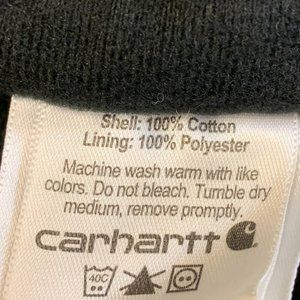 Shell: 100% Cotton
Lining: 100% Polyester
Machine wash warm with like
colors. Do not bleach. Tumble dry
medium, remove promptly.
carhartt
40C